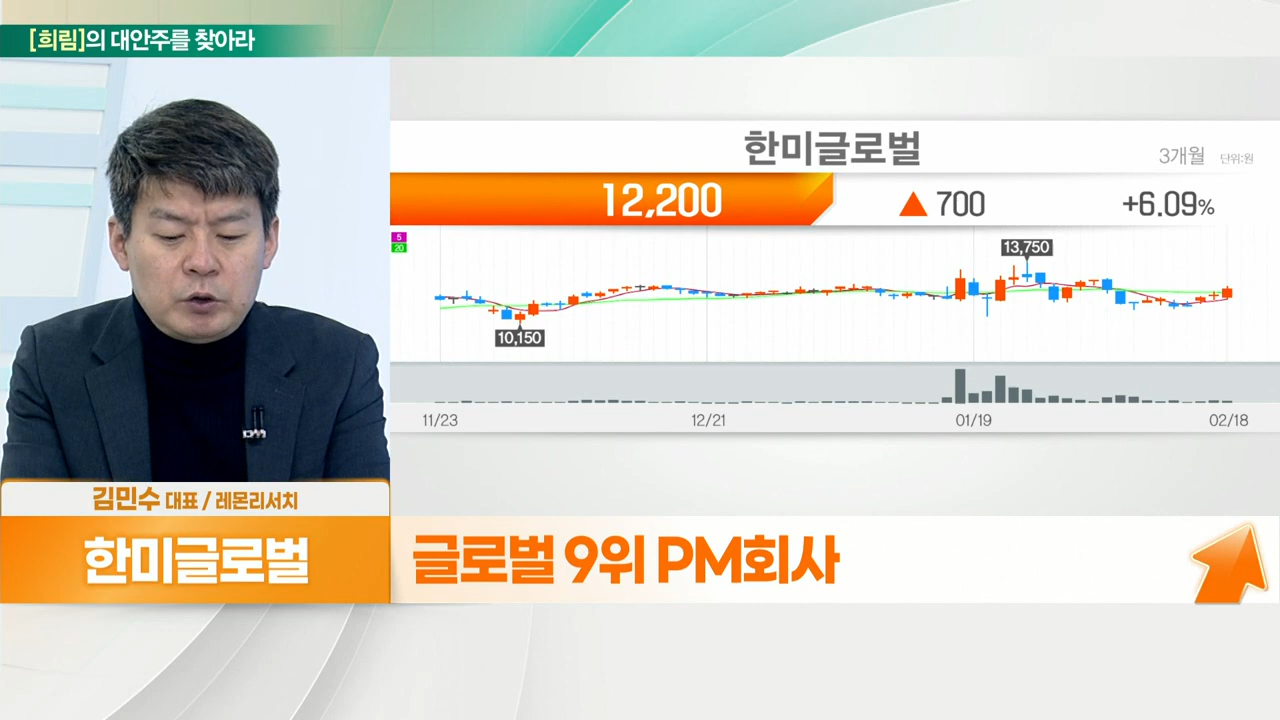 [희림]의 대안주를 찾아라
한미글로벌
3개월 단위:원
12,200 ▲ 700 +6.09%
5
20
13,750
10,150
11/23 12/21 01/19 02/18
김민수 대표 / 레몬리서치
한미글로벌
글로벌 9위 PM회사